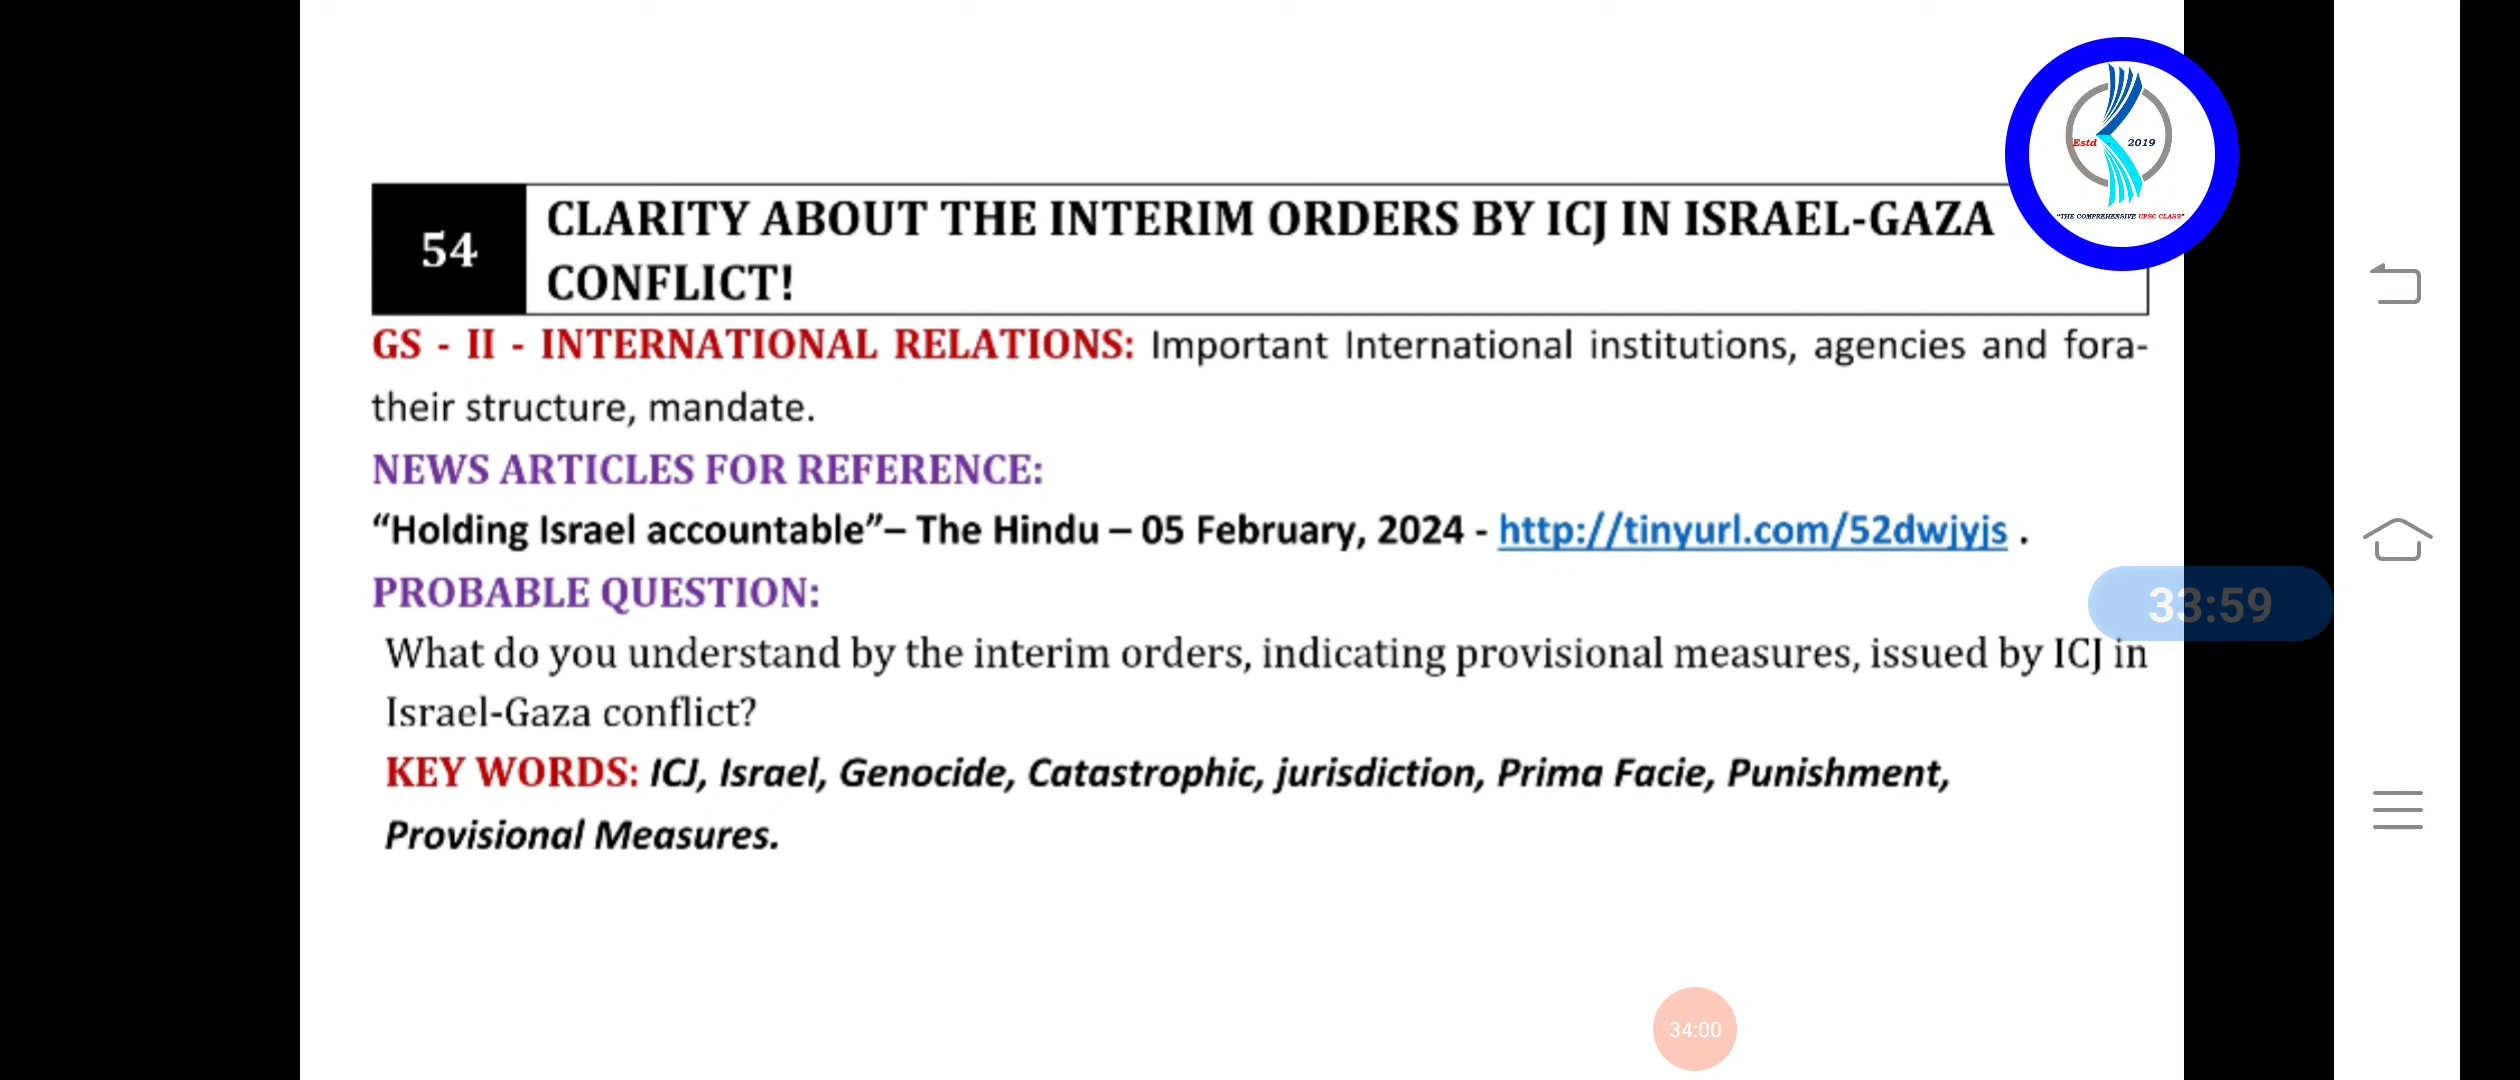 Estd 2019
"THE COMPREHENSIVE UPSC CLASS"
54
CLARITY ABOUT THE INTERIM ORDERS BY ICJ IN ISRAEL-GAZA
CONFLICT!
GS - II - INTERNATIONAL RELATIONS: Important International institutions, agencies and fora-
their structure, mandate.
NEWS ARTICLES FOR REFERENCE:
“Holding Israel accountable”– The Hindu – 05 February, 2024 - http://tinyurl.com/52dwjyjs .
PROBABLE QUESTION:
33:59
What do you understand by the interim orders, indicating provisional measures, issued by ICJ in
Israel-Gaza conflict?
KEY WORDS: ICJ, Israel, Genocide, Catastrophic, jurisdiction, Prima Facie, Punishment,
Provisional Measures.
34:00